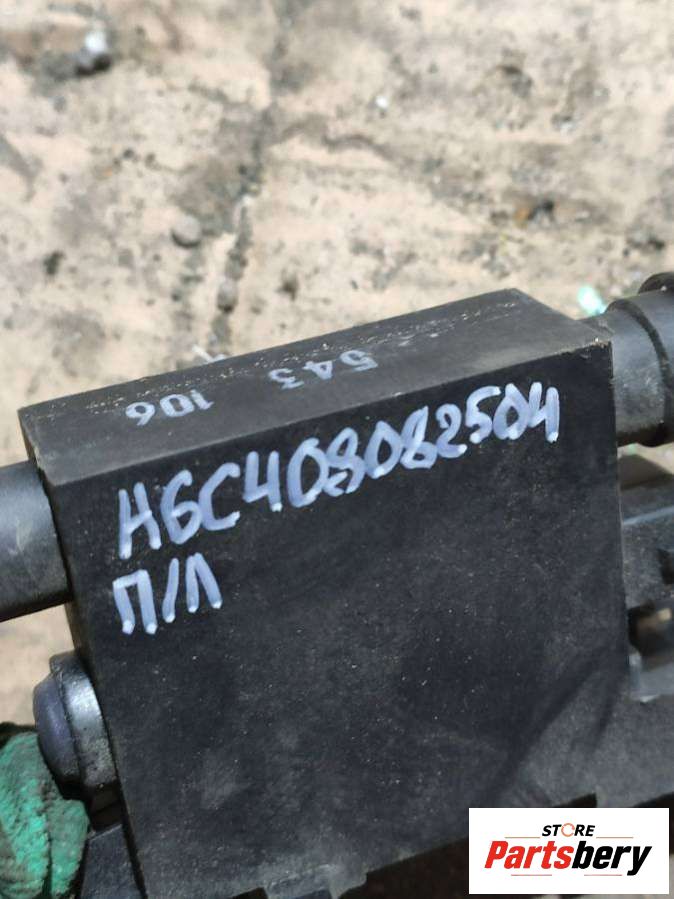 543
106
H6C408082504
П/Л
STORE
Partsbery